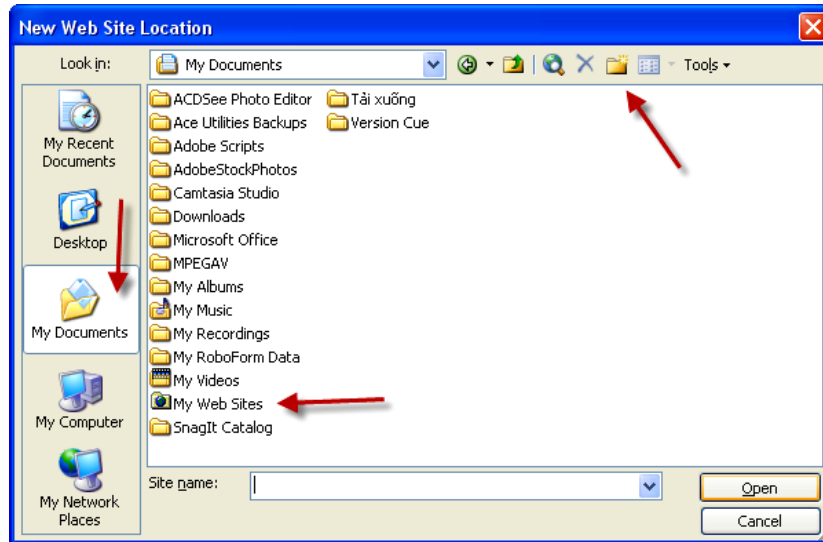 New Web Site Location
Look in:
My Documents
Tools
My Recent
Documents
Desktop
My Documents
My Computer
My Network
Places
ACDSee Photo Editor
Ace Utilities Backups
Adobe Scripts
AdobeStockPhotos
Camtasia Studio
Downloads
Microsoft Office
MPEGAV
My Albums
My Music
My Recordings
My RoboForm Data
My Videos
My Web Sites
SnagIt Catalog
Tải xuống
Version Cue
Site name:
Open
Cancel